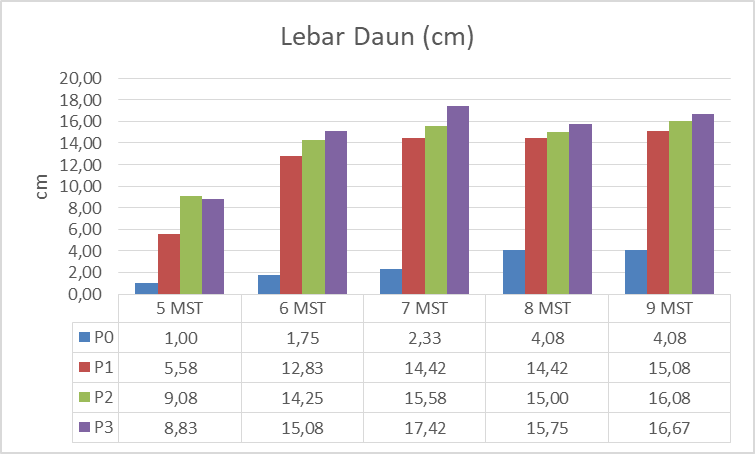 Lebar Daun (cm)
20,00
18,00
16,00
14,00
12,00
10,00
8,00
6,00
4,00
2,00
0,00
cm
5 MST 6 MST 7 MST 8 MST 9 MST
P0 1,00 1,75 2,33 4,08 4,08
P1 5,58 12,83 14,42 14,42 15,08
P2 9,08 14,25 15,58 15,00 16,08
P3 8,83 15,08 17,42 15,75 16,67